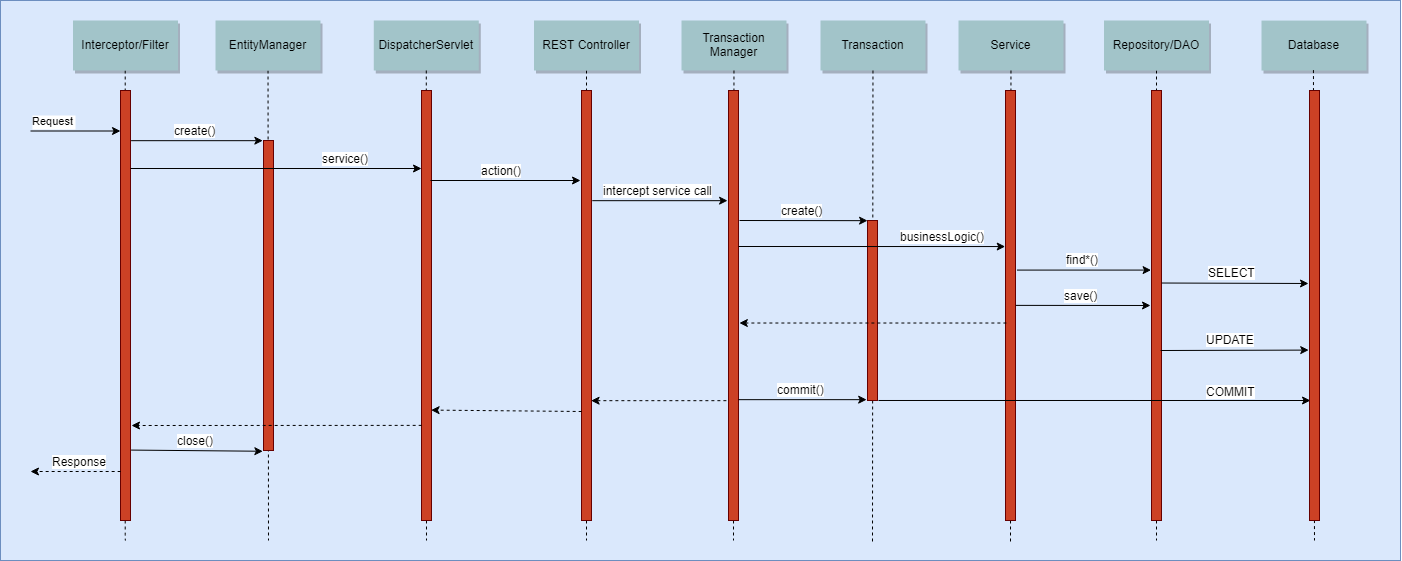 Interceptor/Filter
EntityManager
DispatcherServlet
REST Controller
Transaction
Manager
Transaction
Service
Repository/DAO
Database
Request
create()
service()
action()
intercept service call
create()
businessLogic()
find*()
SELECT
save()
UPDATE
commit()
COMMIT
close()
Response